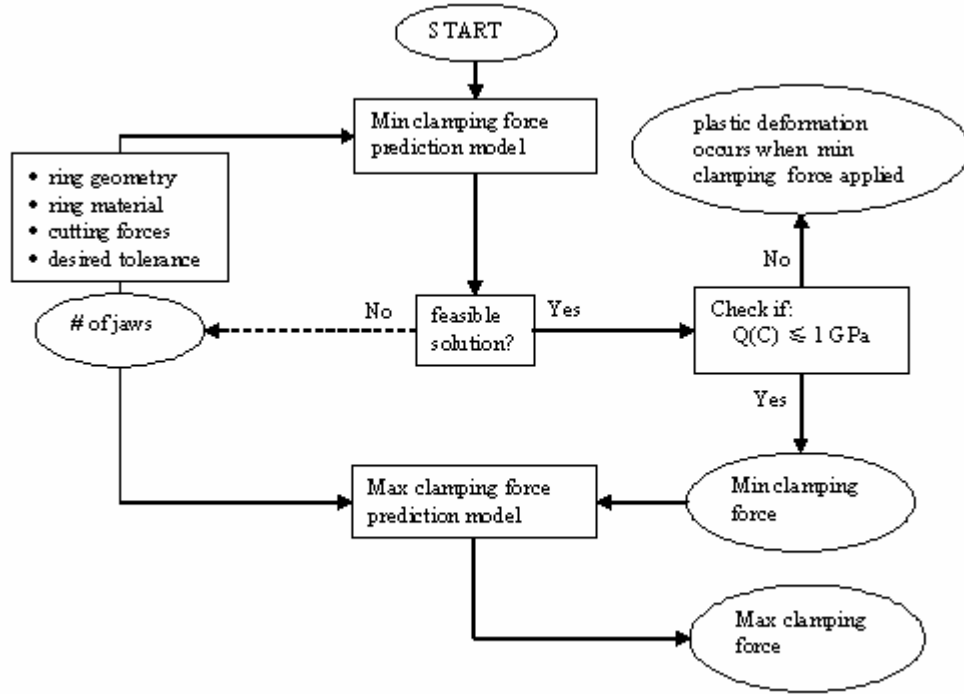 START
Min clamping force
prediction model
plastic deformation
occurs when min
clamping force applied
• ring geometry
• ring material
• cutting forces
• desired tolerance
No
# of jaws
No
feasible
solution?
Yes
Check if:
Q(C) ⩽ 1 GPa
Yes
Max clamping force
prediction model
Min clamping
force
Max clamping
force